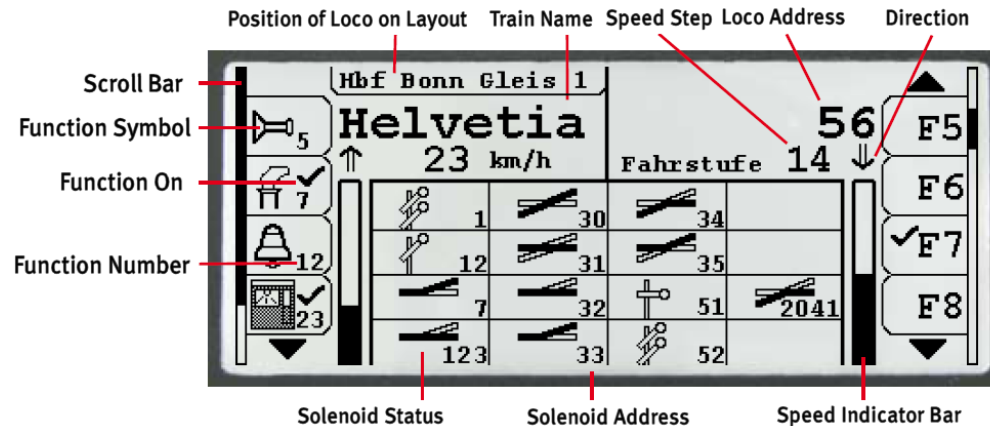 Position of Loco on Layout
Train Name
Speed Step
Loco Address
Direction
Scroll Bar
Function Symbol
Function On
Function Number
Hbf Bonn Gleis 1
Helvetia
56
23 km/h
Fahrstufe 14
5
7
12
23
1
30
34
12
31
35
7
32
51
2041
123
33
52
F5
F6
F7
F8
Solenoid Status
Solenoid Address
Speed Indicator Bar